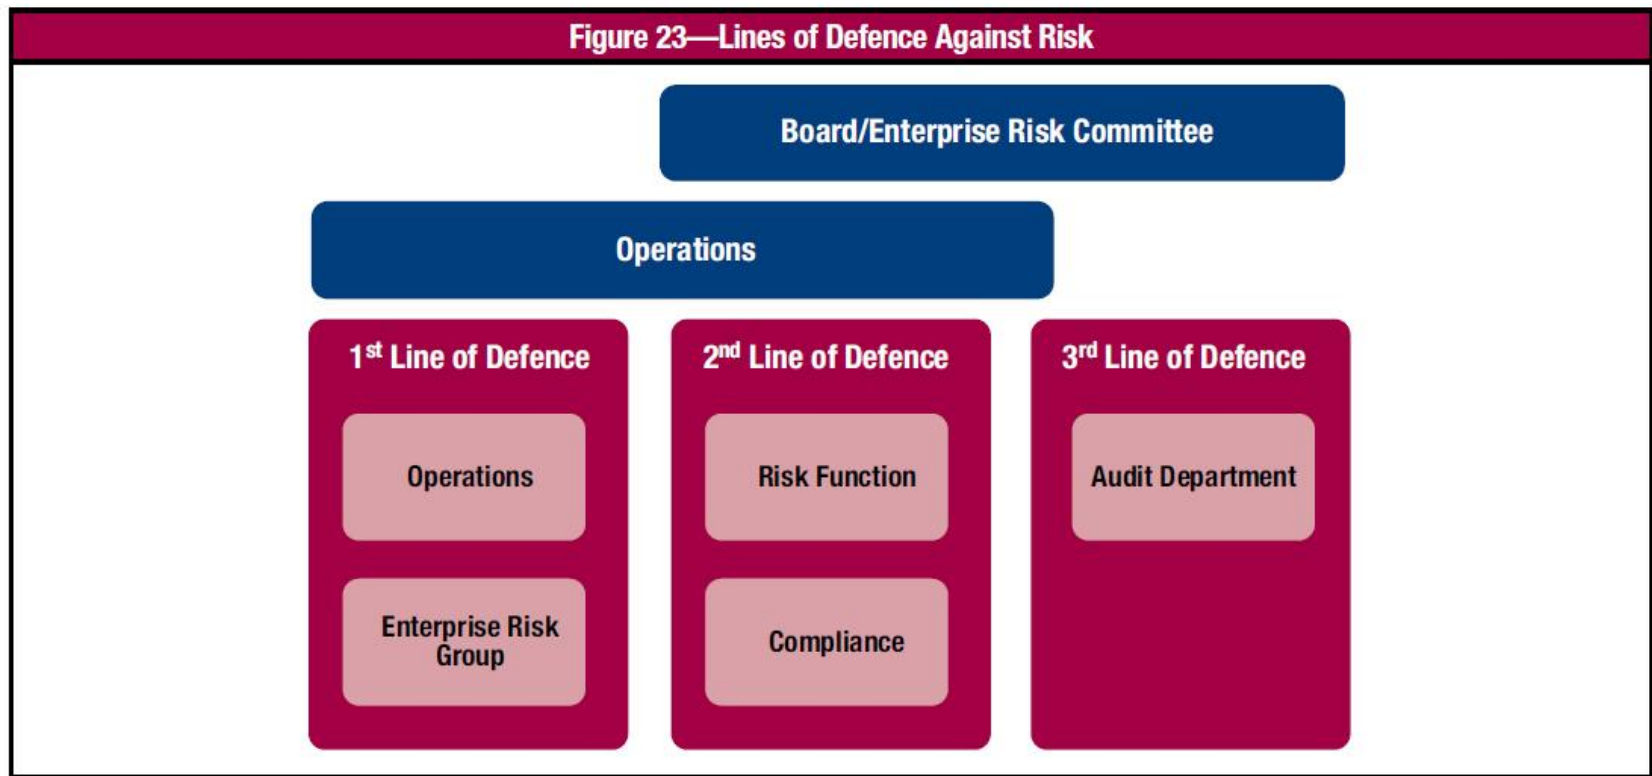 Figure 23—Lines of Defence Against Risk
Board/Enterprise Risk Committee
Operations
1st Line of Defence
Operations
Enterprise Risk
Group
2nd Line of Defence
Risk Function
Compliance
3rd Line of Defence
Audit Department